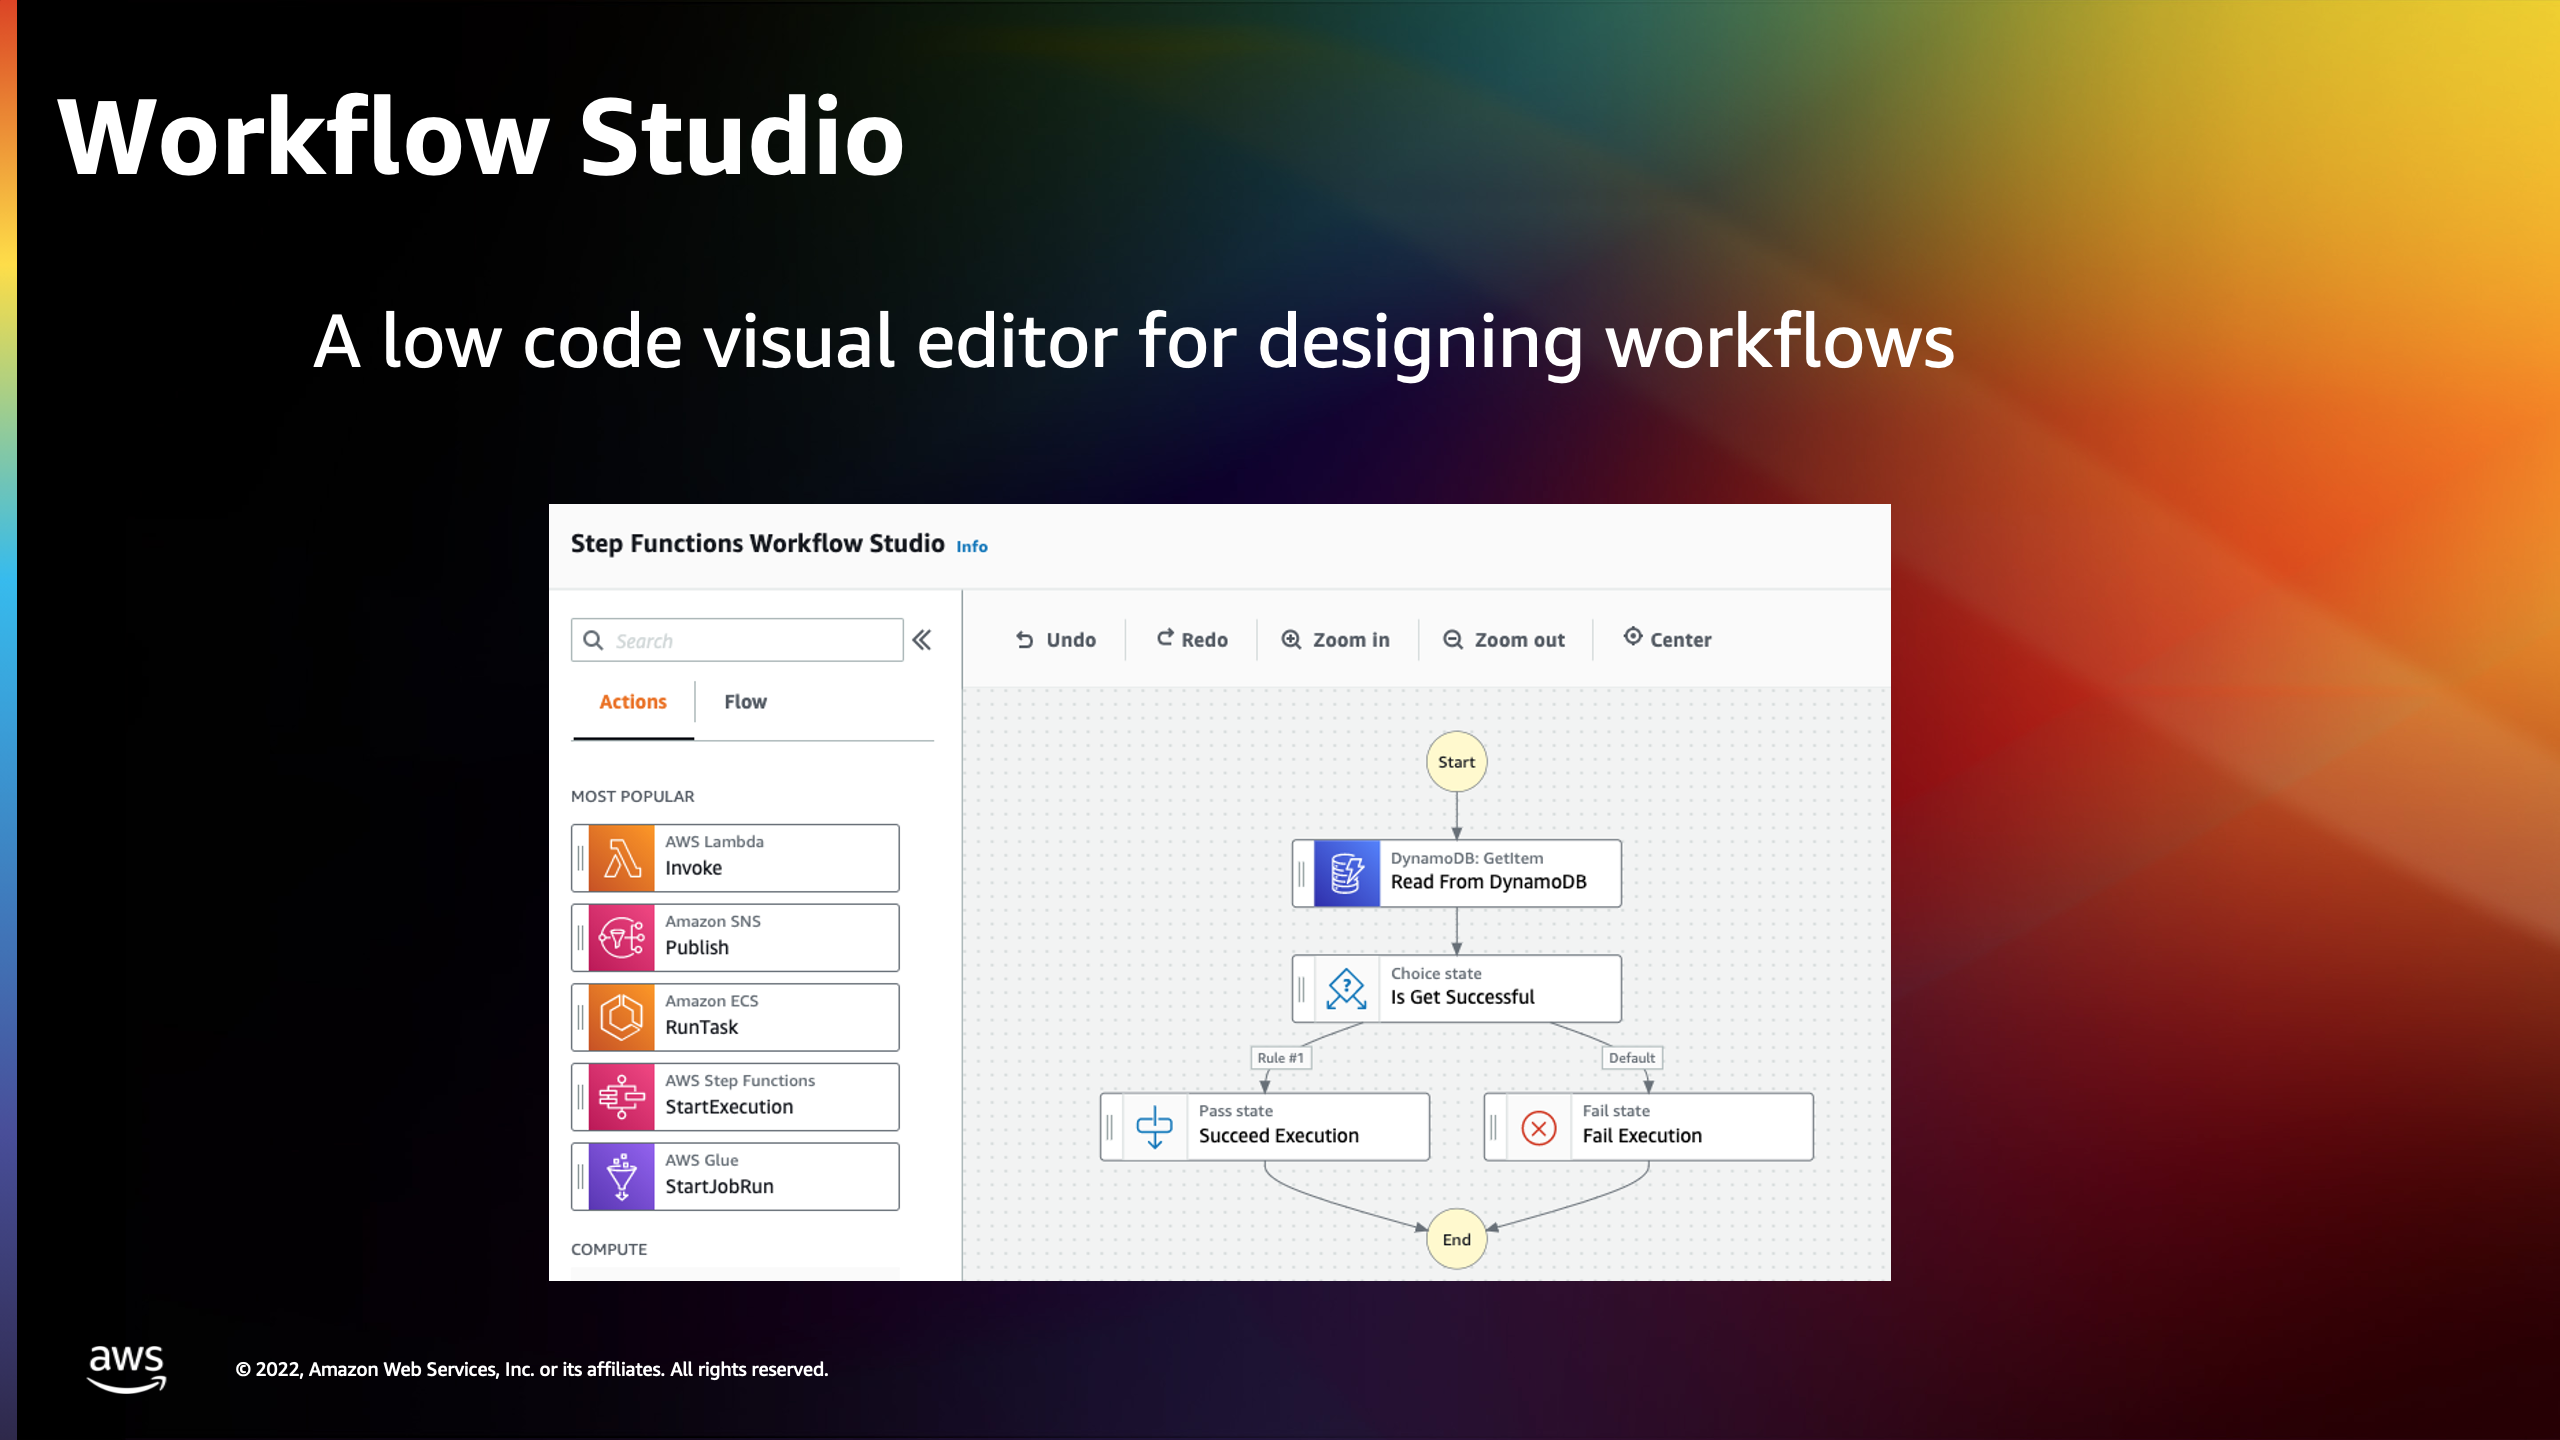 Workflow Studio
A low code visual editor for designing workflows
Step Functions Workflow Studio Info
Search
Undo Redo Zoom in Zoom out Center
Actions Flow
MOST POPULAR
AWS Lambda
Invoke
Amazon SNS
Publish
Amazon ECS
RunTask
AWS Step Functions
StartExecution
AWS Glue
StartJobRun
COMPUTE
Start
DynamoDB: GetItem
Read From DynamoDB
Choice state
?
Is Get Successful
Rule #1 Default
Pass state
Succeed Execution
Fail state
Fail Execution
End
aws
© 2022, Amazon Web Services, Inc. or its affiliates. All rights reserved.